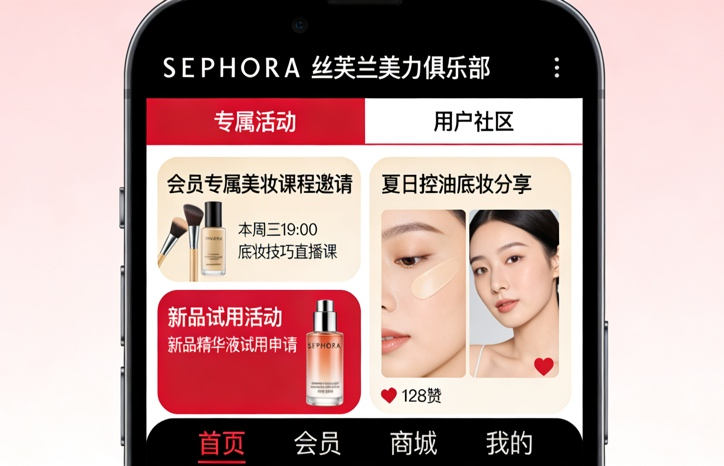 SEPHORA 丝芙兰美力俱乐部
专属活动
用户社区
会员专属美妆课程邀请
本周三19:00
底妆技巧直播课
新品试用活动
新品精华液试用申请
SEPHORA
夏日控油底妆分享
128赞
首页 会员 商城 我的